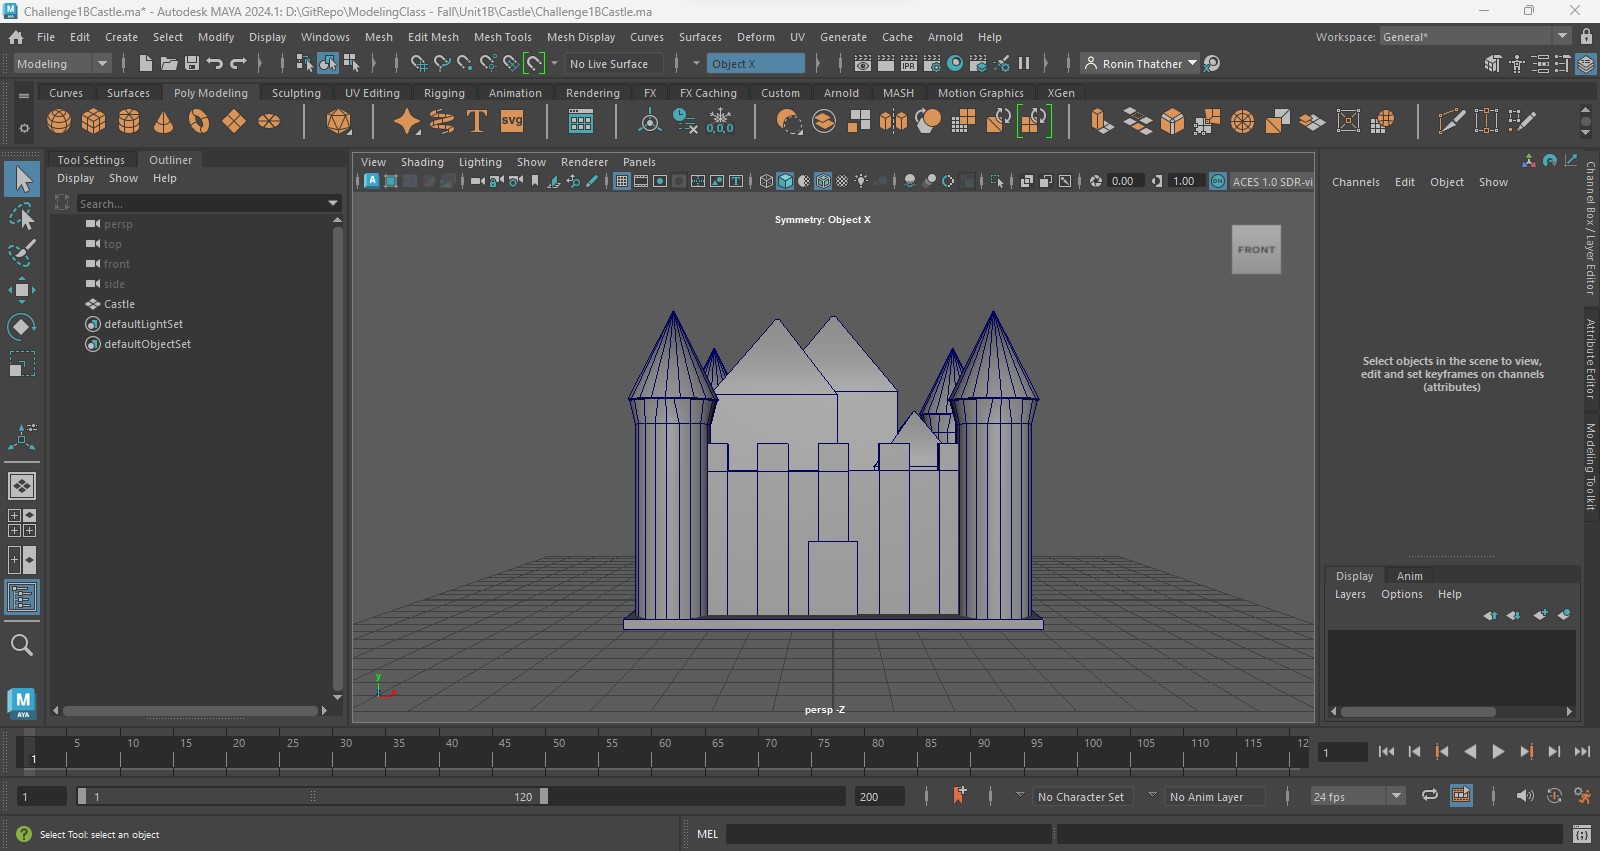 Challenge1BCastle.ma* - Autodesk MAYA 2024.1: D:\GitRepo\ModelingClass - Fall\Unit1B\Castle\Challenge1BCastle.ma
File Edit Create Select Modify Display Windows Mesh Edit Mesh Mesh Tools Mesh Display Curves Surfaces Deform UV Generate Cache Arnold Help Workspace: General*
Modeling No Live Surface Object X IPR Ronin Thatcher
Curves Surfaces Poly Modeling Sculpting UV Editing Rigging Animation Rendering FX FX Caching Custom Arnold MASH Motion Graphics XGen
T SVG 0,0,0
Tool Settings Outliner
Display Show Help
Search...
persp
top
front
side
Castle
defaultLightSet
defaultObjectSet
View Shading Lighting Show Renderer Panels
0.00 1.00 ON ACES 1.0 SDR-vi
Symmetry: Object X
FRONT
y
x
persp -Z
Channels Edit Object Show
Select objects in the scene to view,
edit and set keyframes on channels
(attributes)
Channel Box / Layer Editor
Attribute Editor
Modeling Toolkit
Display Anim
Layers Options Help
M
AYA
5 10 15 20 25 30 35 40 45 50 55 60 65 70 75 80 85 90 95 100 105 110 115 12
1 1
1 1 120 200 No Character Set No Anim Layer 24 fps
Select Tool: select an object MEL